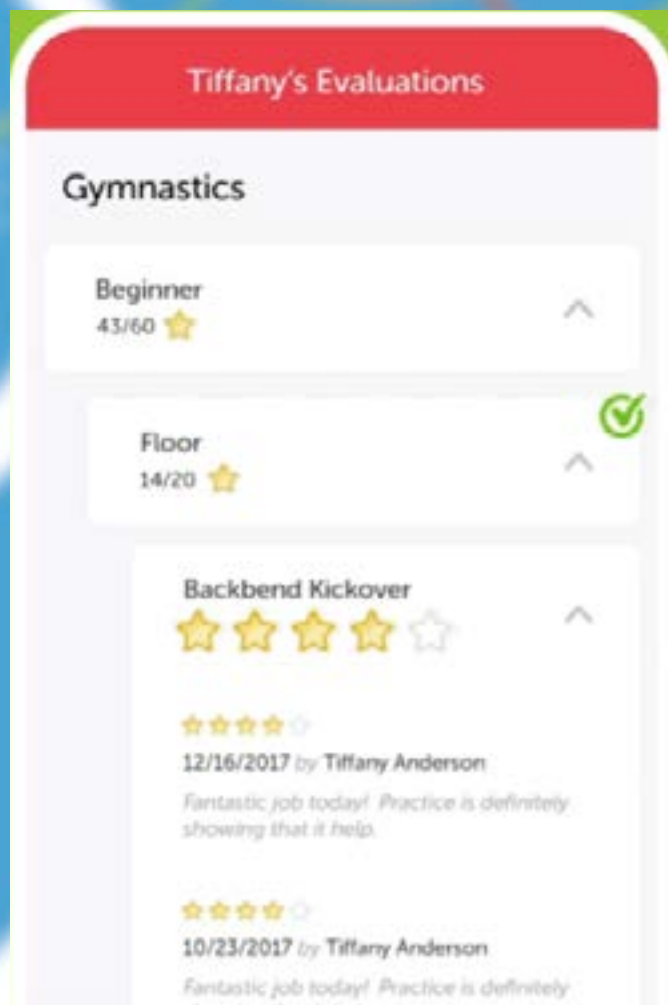 Tiffany's Evaluations
Gymnastics
Beginner
43/60
Floor
14/20
Backbend Kickover
12/16/2017 by Tiffany Anderson
Fantastic job today! Practice is definitely
showing that it help.
10/23/2017 by Tiffany Anderson
Fantastic job today! Practice is definitely